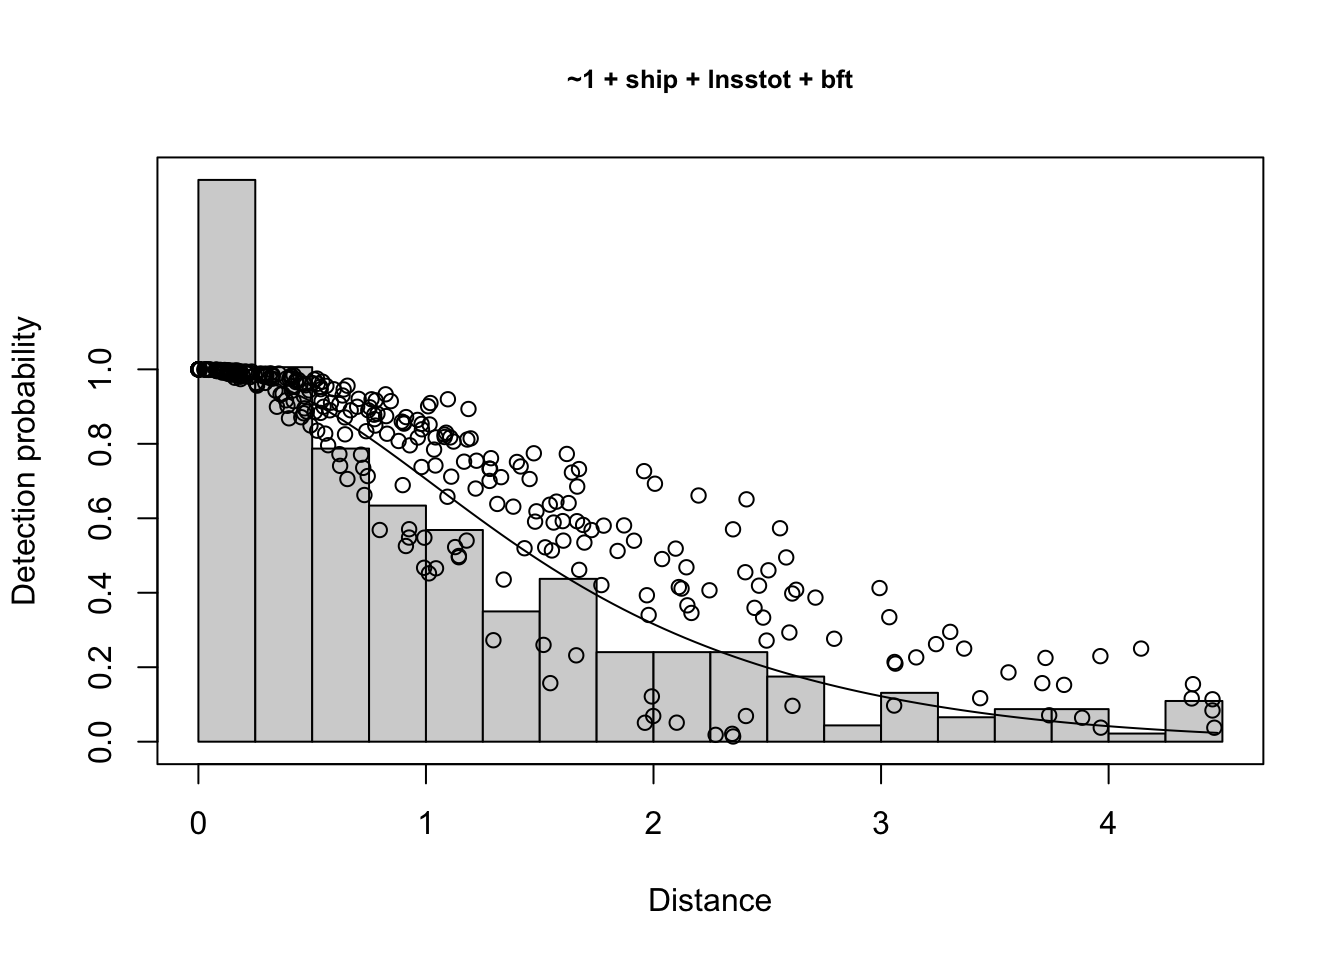 ~1 + ship + lnsstot + bft
Detection probability
1.0
0.8
0.6
0.4
0.2
0.0
0 1 2 3 4
Distance